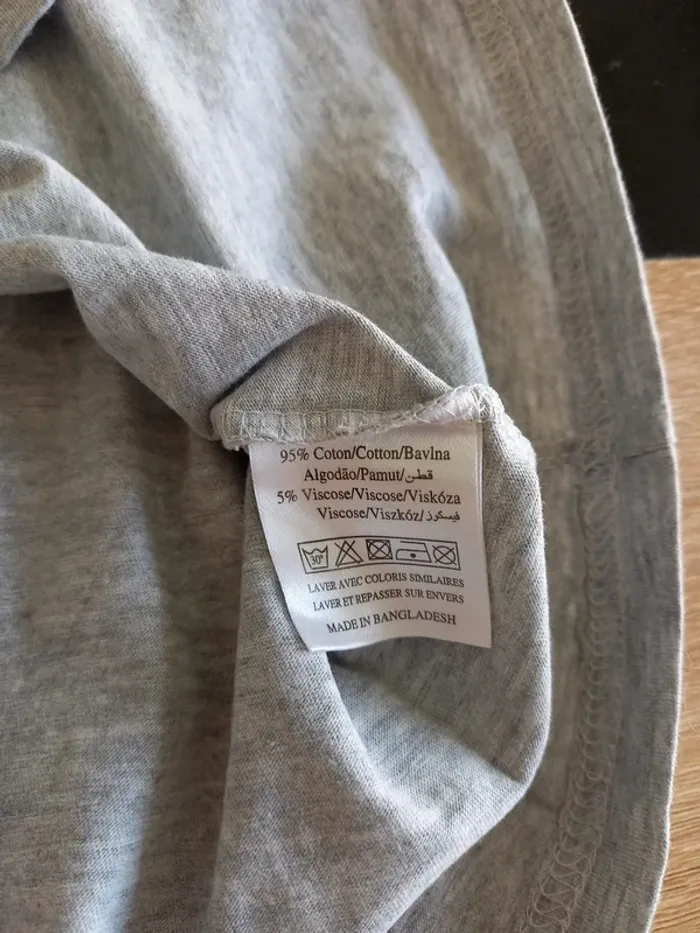 95% Coton/Cotton/Bavlna
Algodão/Pamut/قطن
5% Viscose/Viscose/Viskóza
Viscose/Viszkóz/فيسكوز
30°
LAVER AVEC COLORIS SIMILAIRES
LAVER ET REPASSER SUR ENVERS
MADE IN BANGLADESH